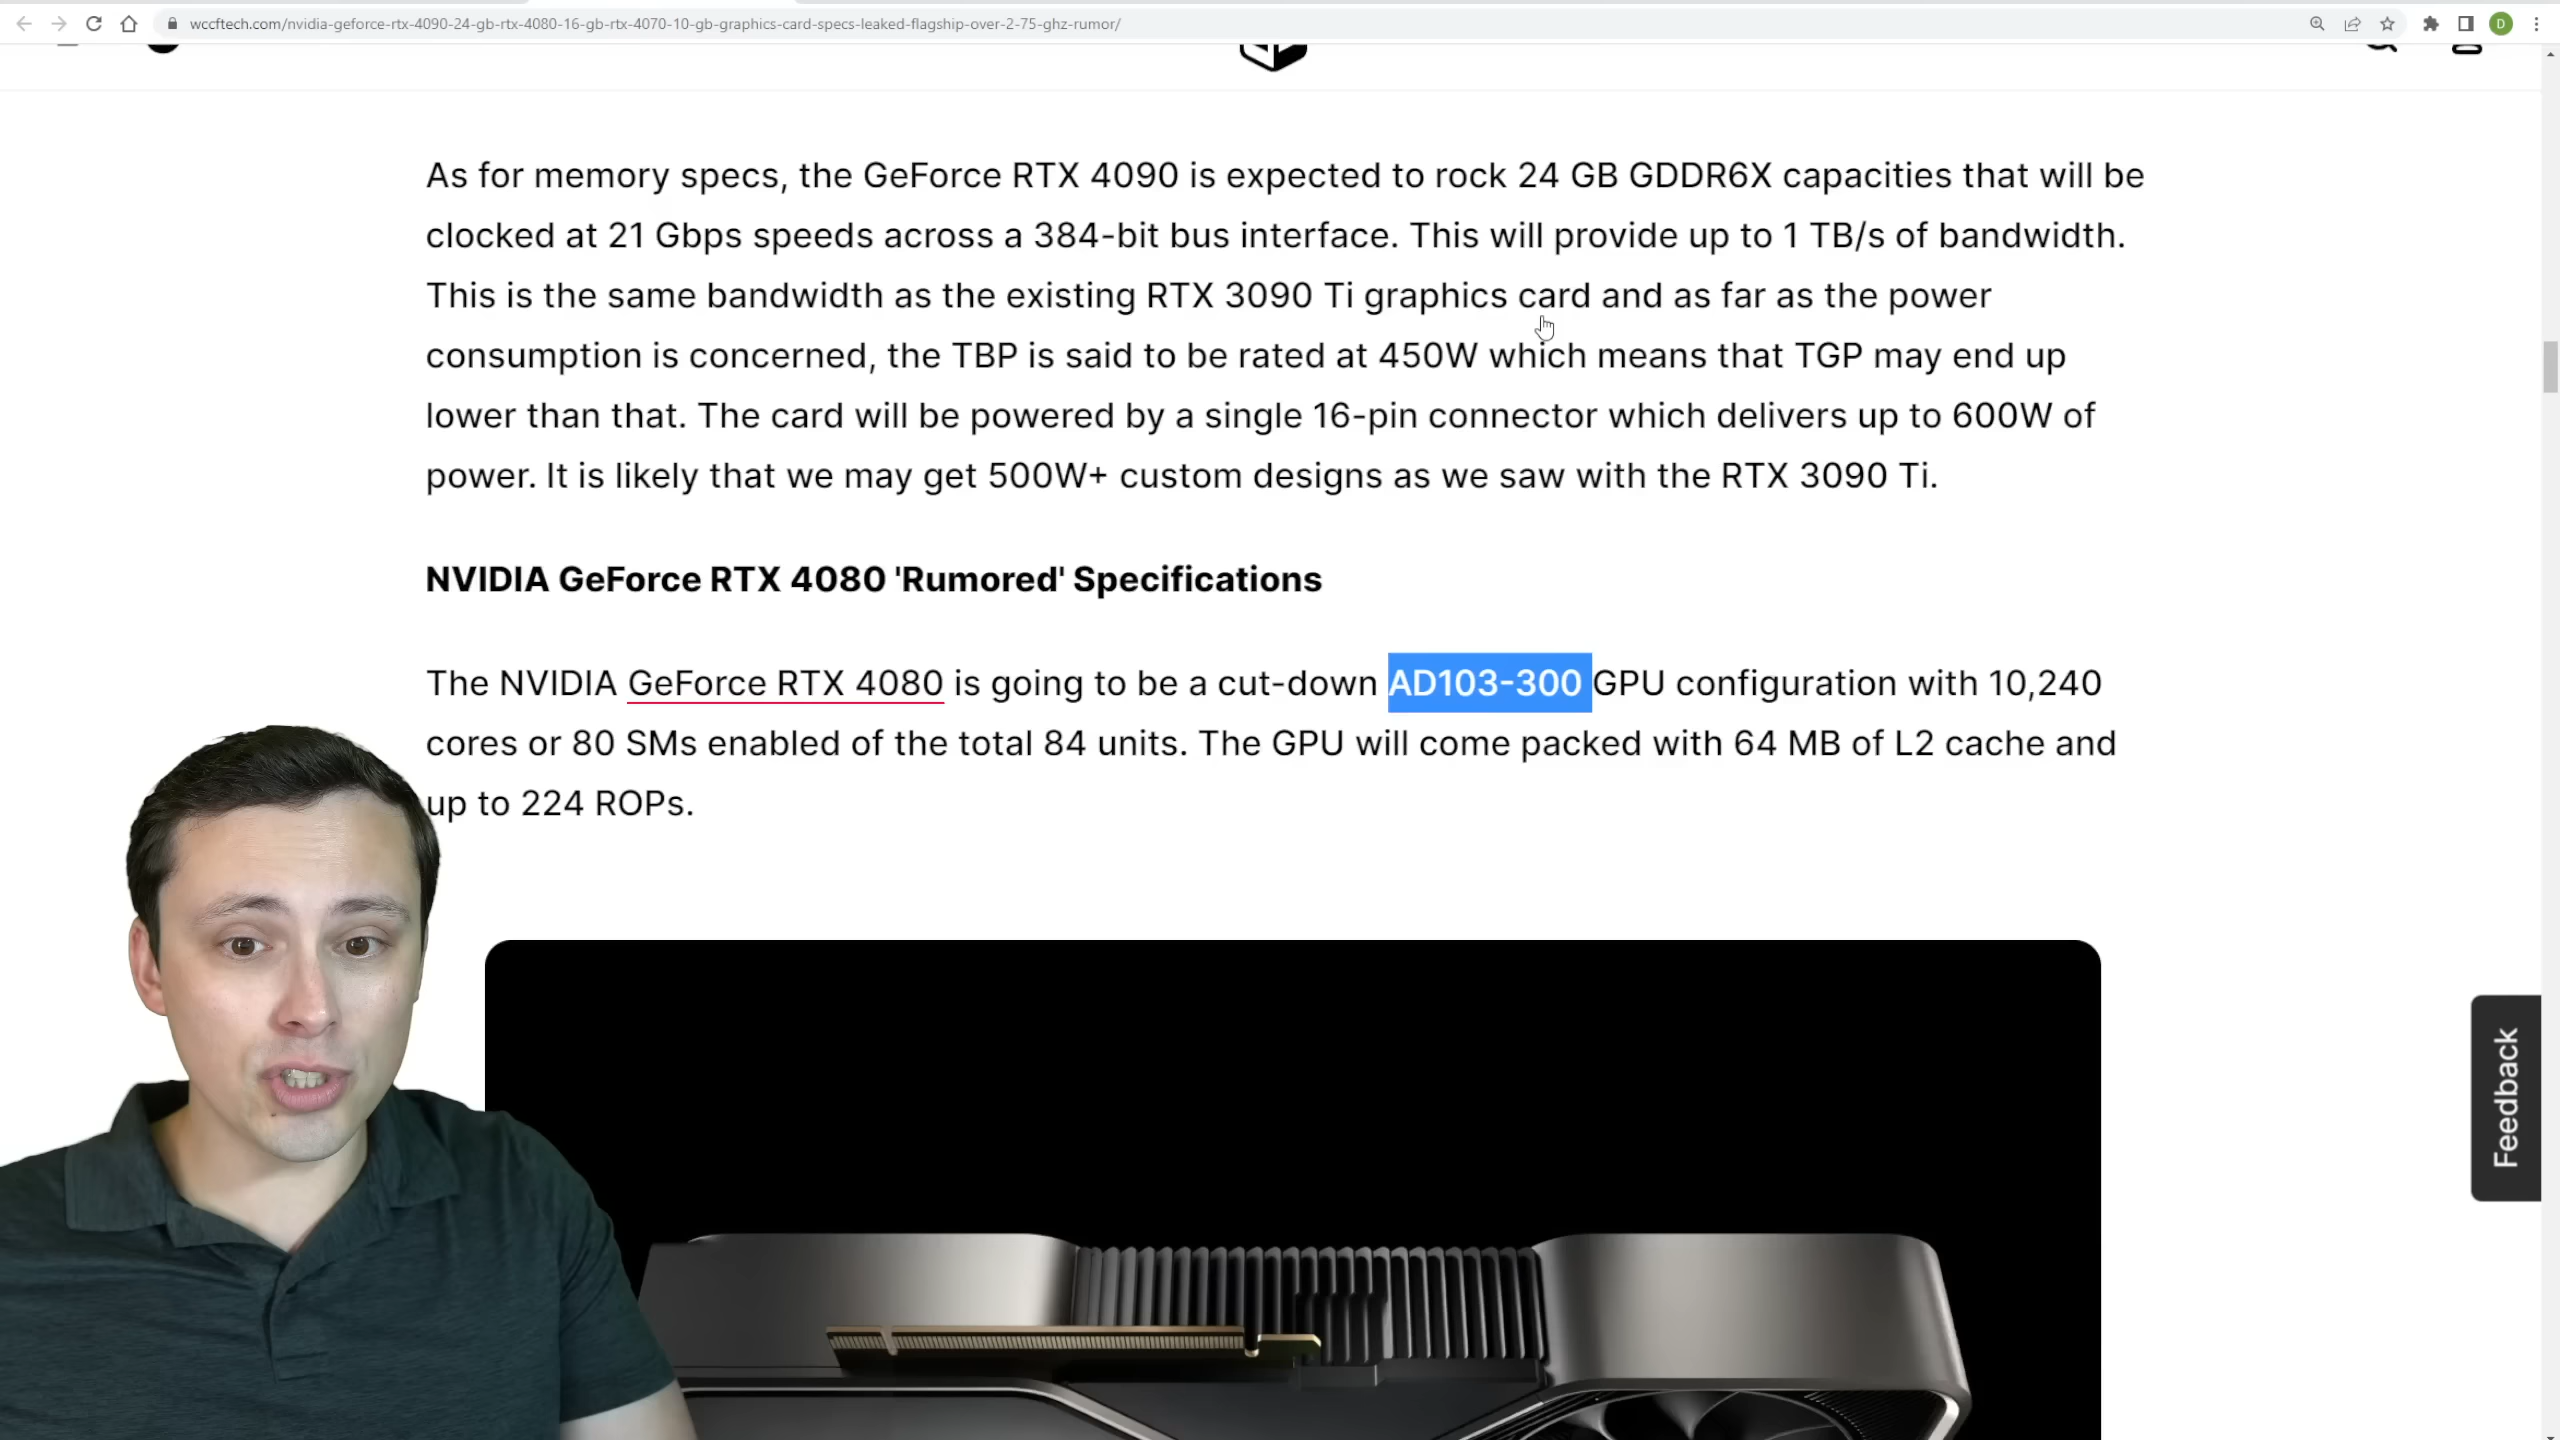 wccftech.com/nvidia-geforce-rtx-4090-24-gb-rtx-4080-16-gb-rtx-4070-10-gb-graphics-card-specs-leaked-flagship-over-2-75-ghz-rumor/
D
As for memory specs, the GeForce RTX 4090 is expected to rock 24 GB GDDR6X capacities that will be
clocked at 21 Gbps speeds across a 384-bit bus interface. This will provide up to 1 TB/s of bandwidth.
This is the same bandwidth as the existing RTX 3090 Ti graphics card and as far as the power
consumption is concerned, the TBP is said to be rated at 450W which means that TGP may end up
lower than that. The card will be powered by a single 16-pin connector which delivers up to 600W of
power. It is likely that we may get 500W+ custom designs as we saw with the RTX 3090 Ti.
NVIDIA GeForce RTX 4080 'Rumored' Specifications
The NVIDIA GeForce RTX 4080 is going to be a cut-down AD103-300 GPU configuration with 10,240
cores or 80 SMs enabled of the total 84 units. The GPU will come packed with 64 MB of L2 cache and
up to 224 ROPs.
Feedback